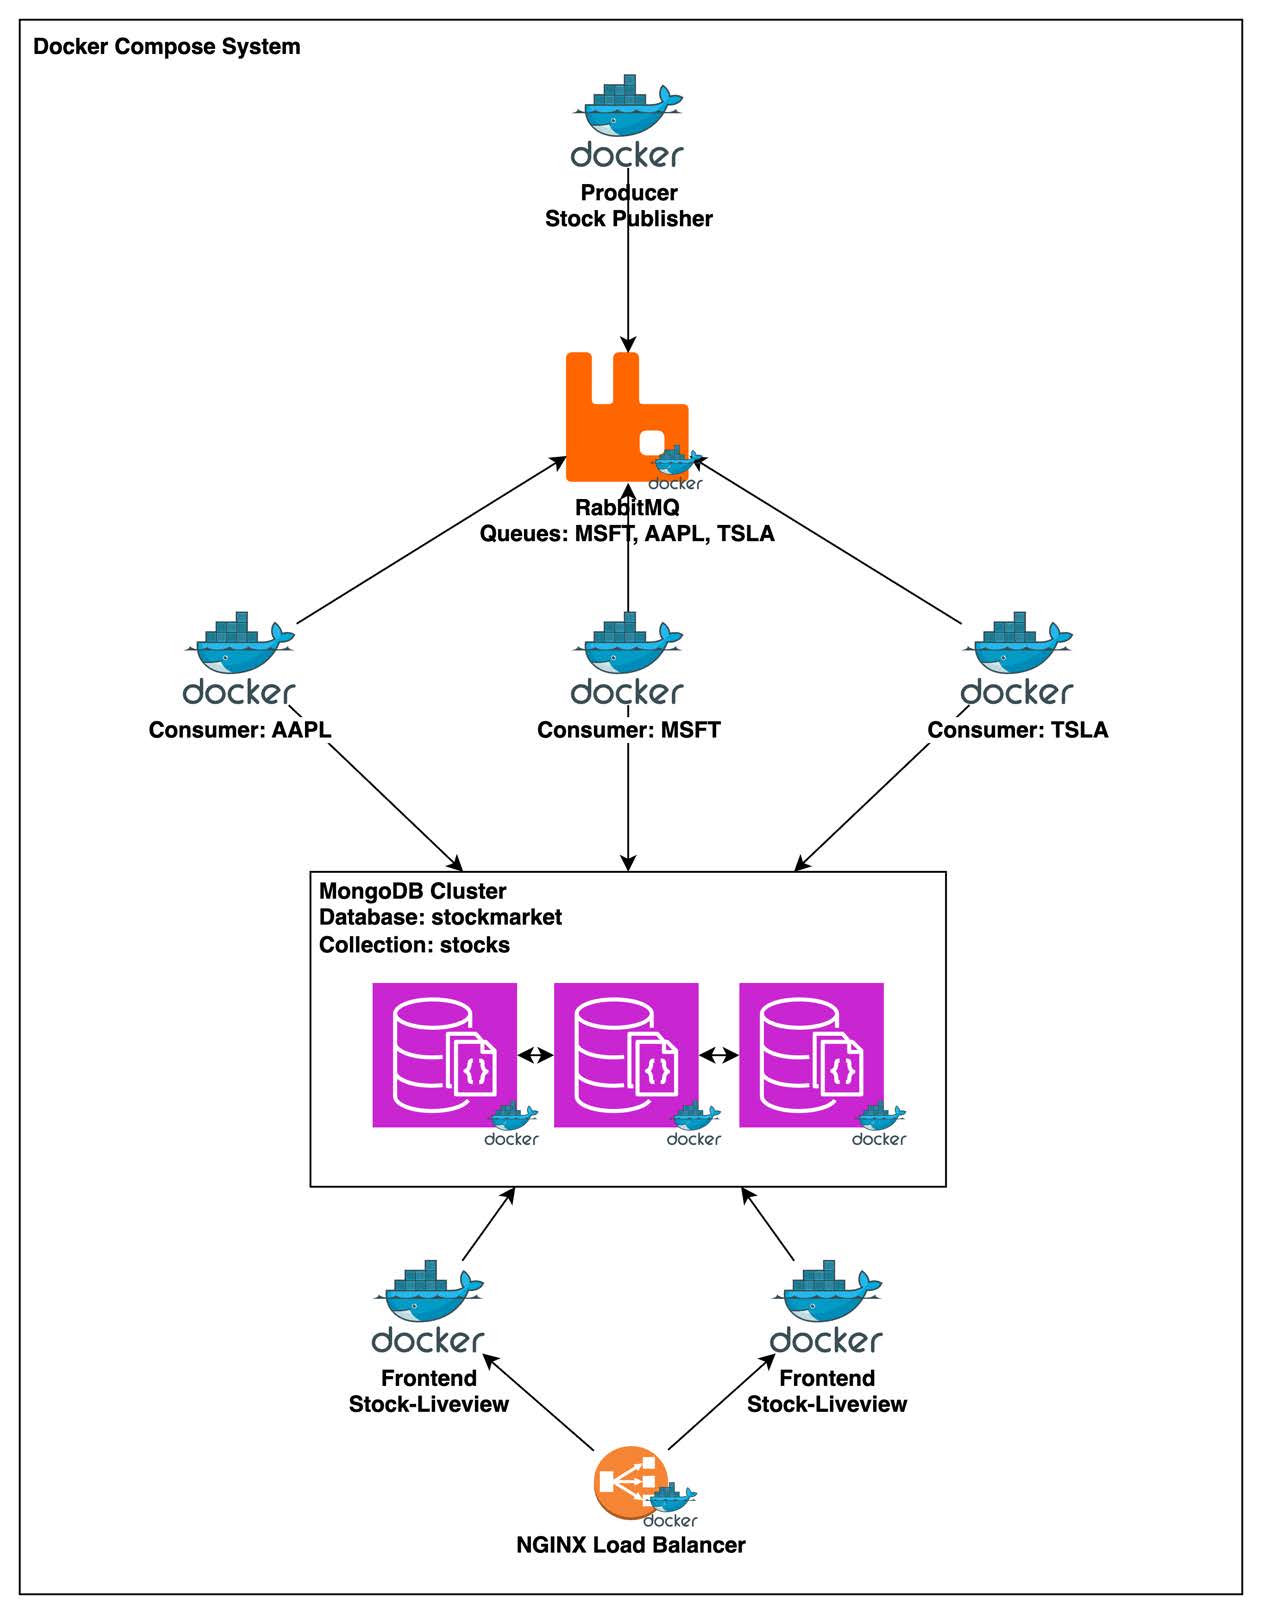 Docker Compose System
docker
Producer
Stock Publisher
docker
RabbitMQ
Queues: MSFT, AAPL, TSLA
docker
Consumer: AAPL
docker
Consumer: MSFT
docker
Consumer: TSLA
MongoDB Cluster
Database: stockmarket
Collection: stocks
{}
{}
{}
docker
docker
docker
docker
Frontend
Stock-Liveview
docker
Frontend
Stock-Liveview
docker
NGINX Load Balancer